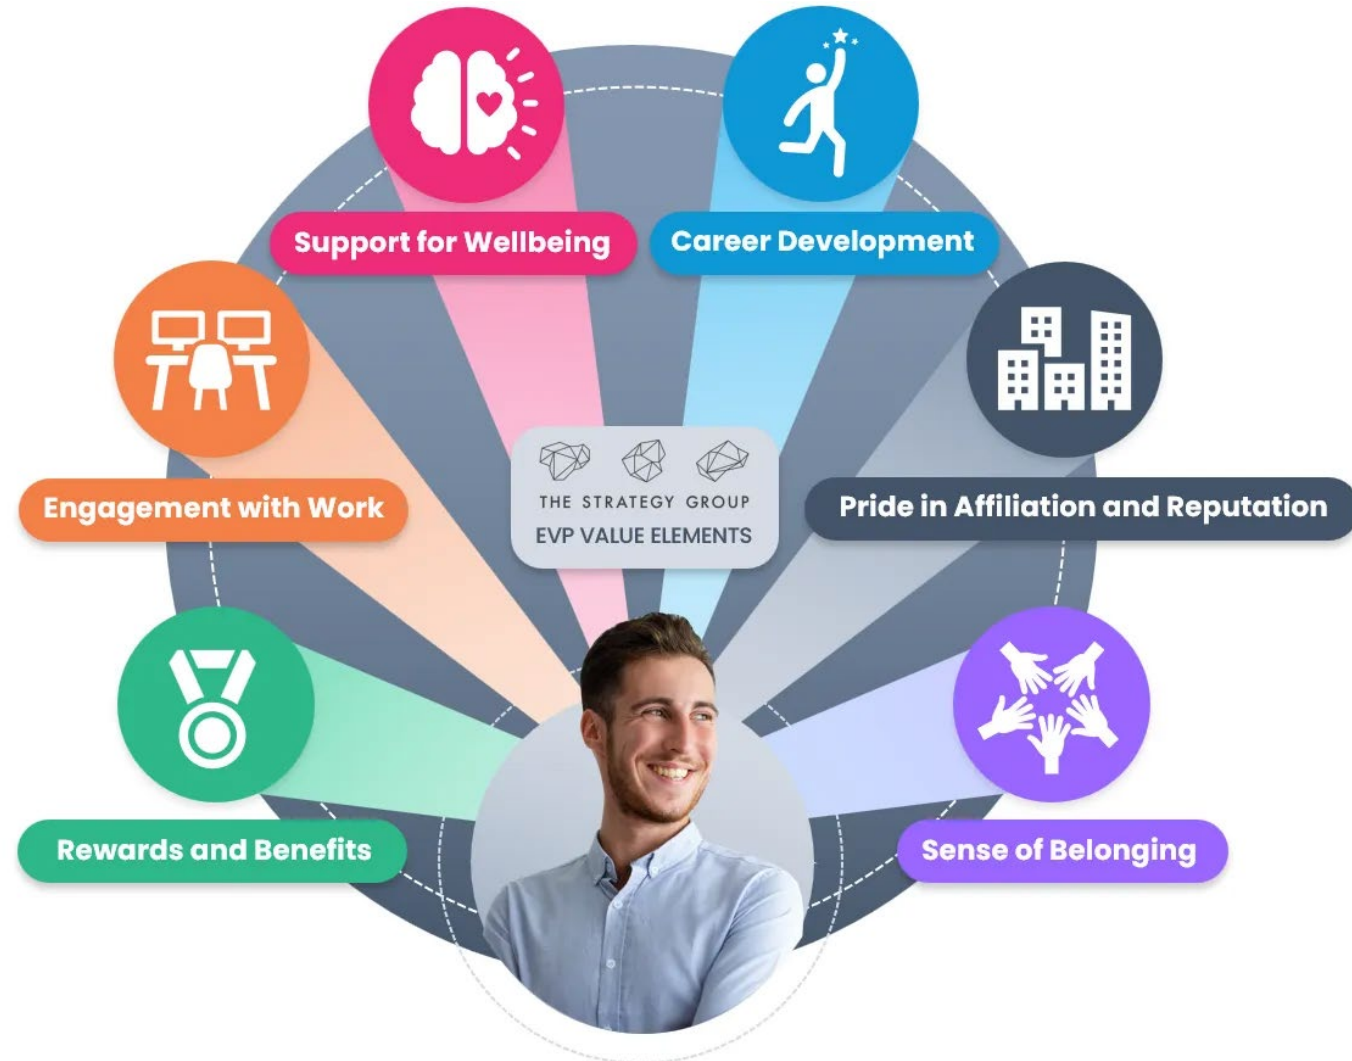 Support for Wellbeing
Career Development
Engagement with Work
THE STRATEGY GROUP
EVP VALUE ELEMENTS
Pride in Affiliation and Reputation
Rewards and Benefits
Sense of Belonging